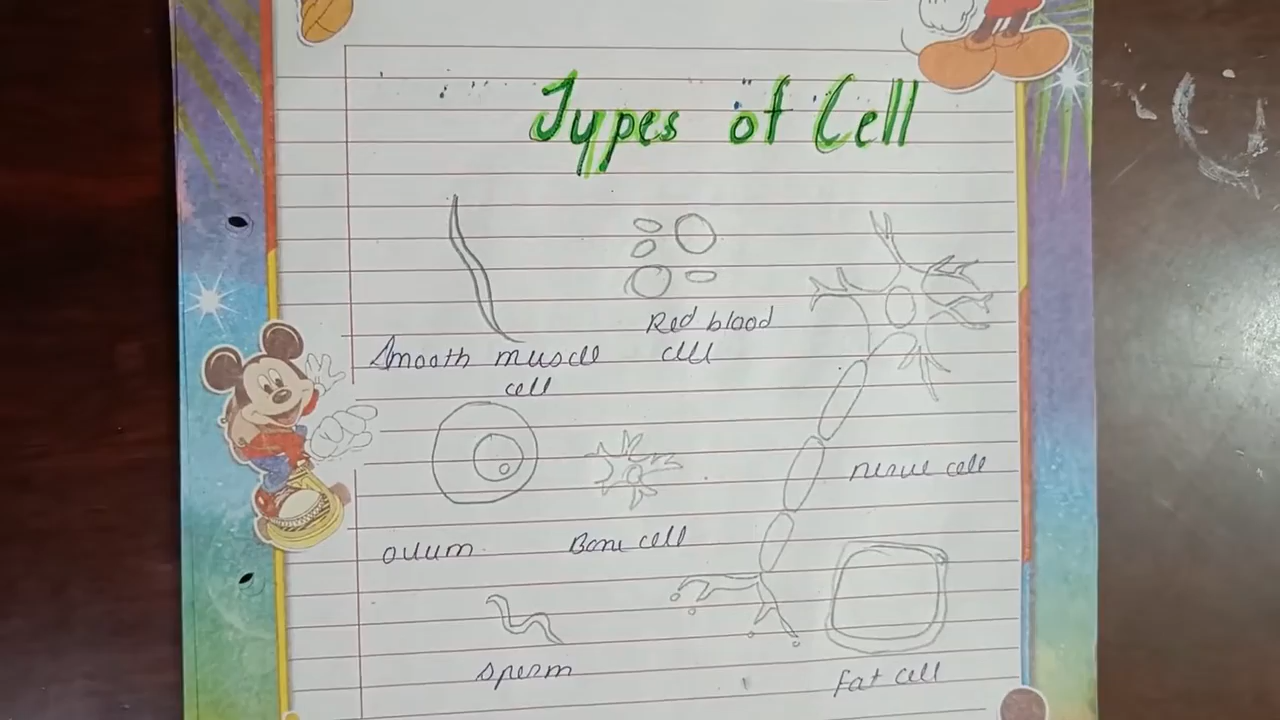 Types of Cell
Smooth muscle
cell
Red blood
cell
nerve cell
ovum
Bone cell
sperm
Fat cell